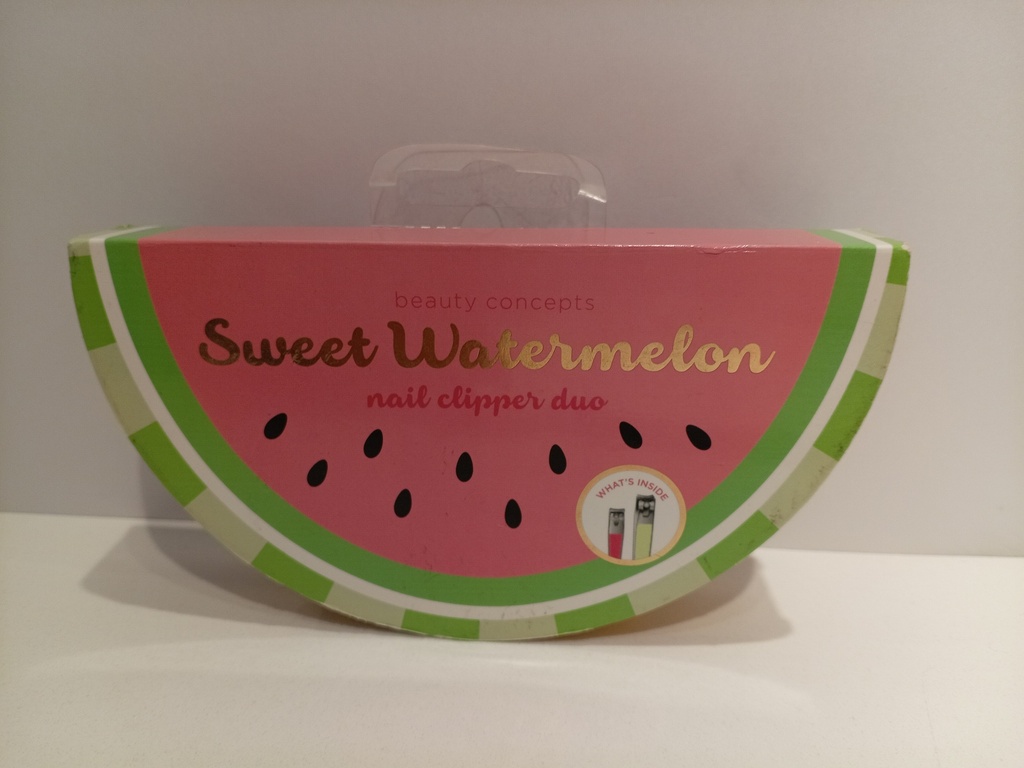 beauty concepts
Sweet Watermelon
nail clipper duo
WHAT'S INSIDE